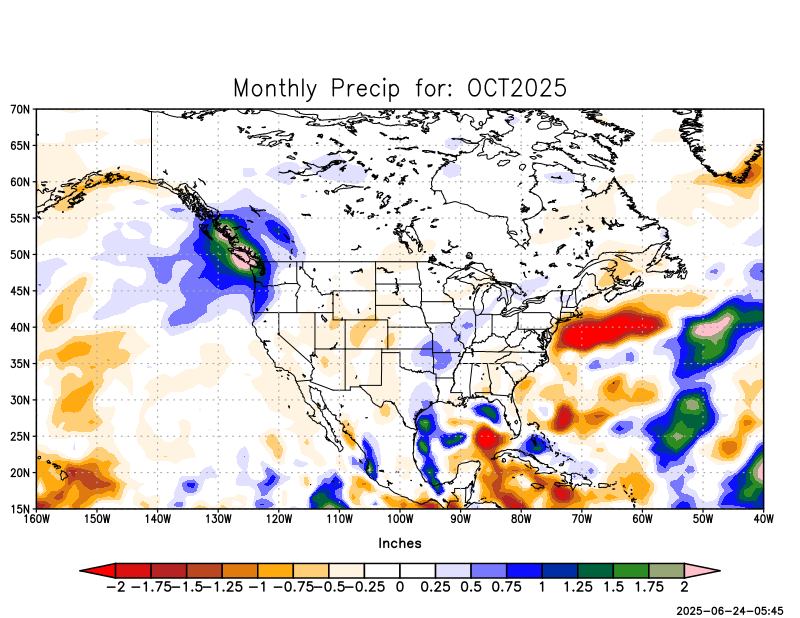 Monthly Precip for: OCT2025
70N
65N
60N
55N
50N
45N
40N
35N
30N
25N
20N
15N
160W 150W 140W 130W 120W 110W 100W 90W 80W 70W 60W 50W 40W
Inches
-2 -1.75 -1.5 -1.25 -1 -0.75 -0.5 -0.25 0 0.25 0.5 0.75 1 1.25 1.5 1.75 2
2025-06-24-05:45